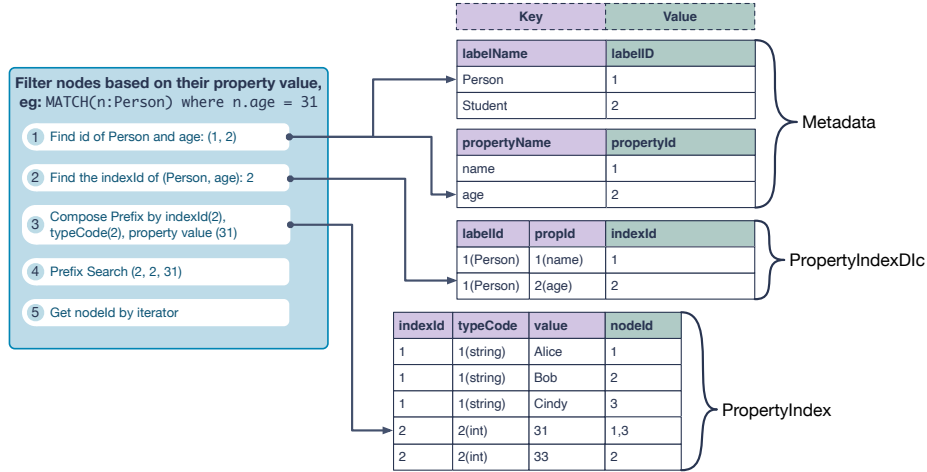 Key Value
labelName labelID
Person 1
Student 2
propertyName propertyId
name 1
age 2
Metadata
labelId propId indexId
1(Person) 1(name) 1
1(Person) 2(age) 2
PropertyIndexDIc
indexId typeCode value nodeId
1 1(string) Alice 1
1 1(string) Bob 2
1 1(string) Cindy 3
2 2(int) 31 1,3
2 2(int) 33 2
PropertyIndex
Filter nodes based on their property value,
eg: MATCH(n:Person) where n.age = 31
1 Find id of Person and age: (1, 2)
2 Find the indexId of (Person, age): 2
3 Compose Prefix by indexId(2),
typeCode(2), property value (31)
4 Prefix Search (2, 2, 31)
5 Get nodeId by iterator